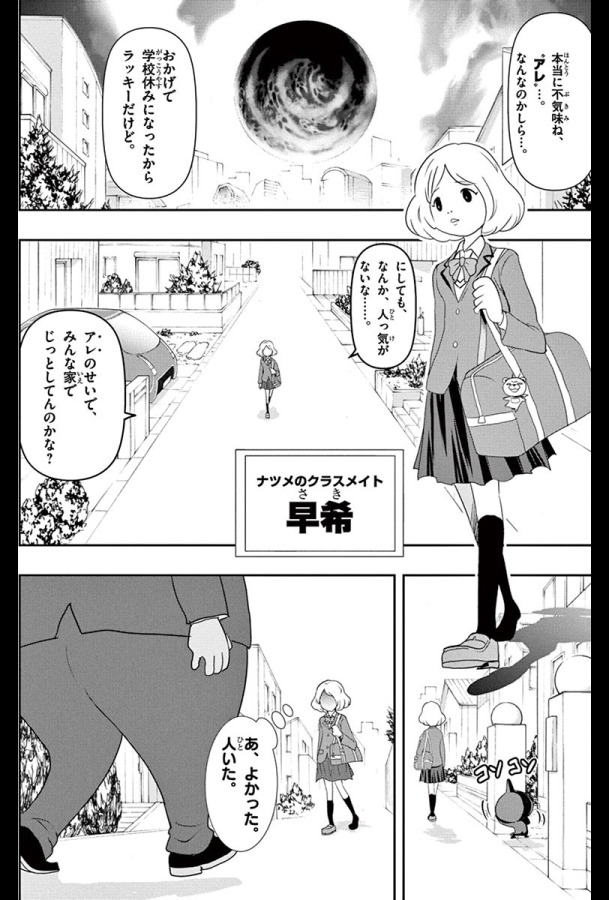 本当に不気味ね、
〝アレ〟…。
なんなのかしら…。
おかげで
学校休みになったから
ラッキーだけど。
にしても、
なんか、人っ気が
ないな……。
アレのせいで、
みんな家で
じっとしてんのかな?
ナツメのクラスメイト
早希
コソコソ
あ、よかった。
人いた。